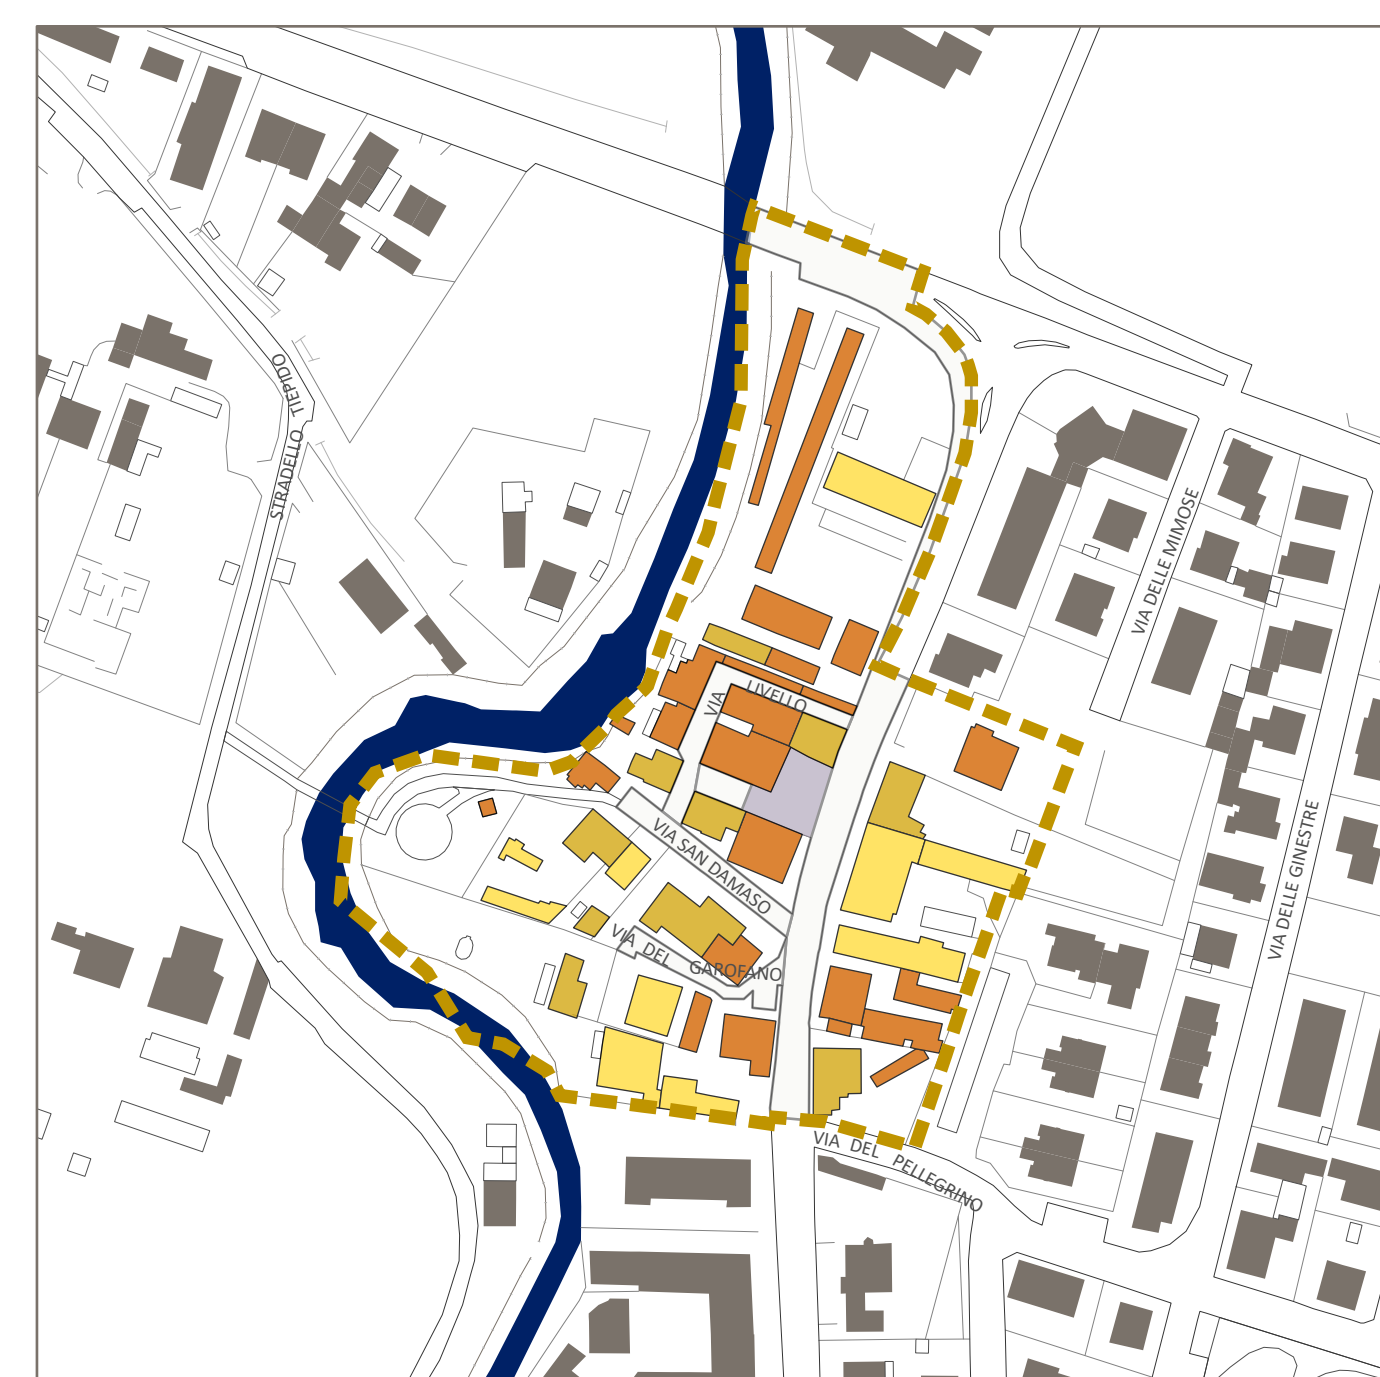 STRADELLO TIEPIDO
VIA DELLE MIMOSE
VIA LIVELLO
VIA SAN DAMASO
VIA DELLE GINESTRE
VIA DEL GAROFANO
VIA DEL PELLEGRINO